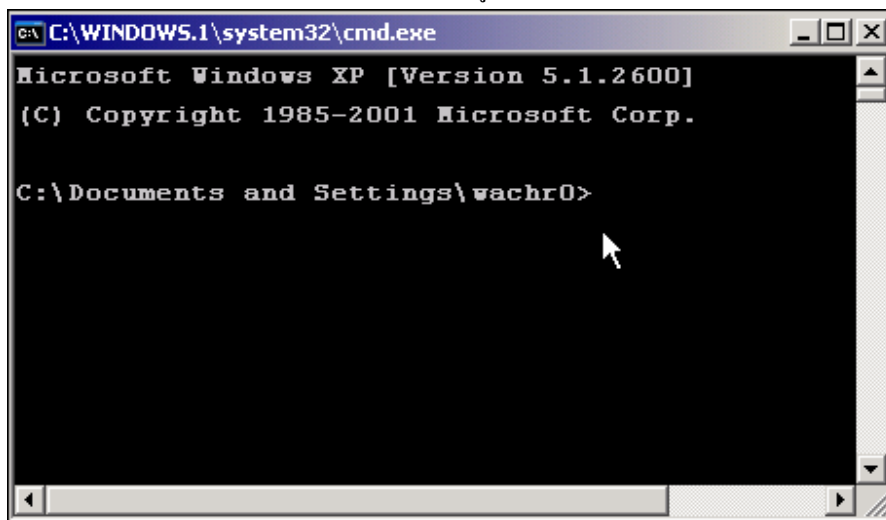 C:\WINDOWS.1\system32\cmd.exe
Microsoft Windows XP [Version 5.1.2600]
(C) Copyright 1985-2001 Microsoft Corp.
C:\Documents and Settings\wachr0>